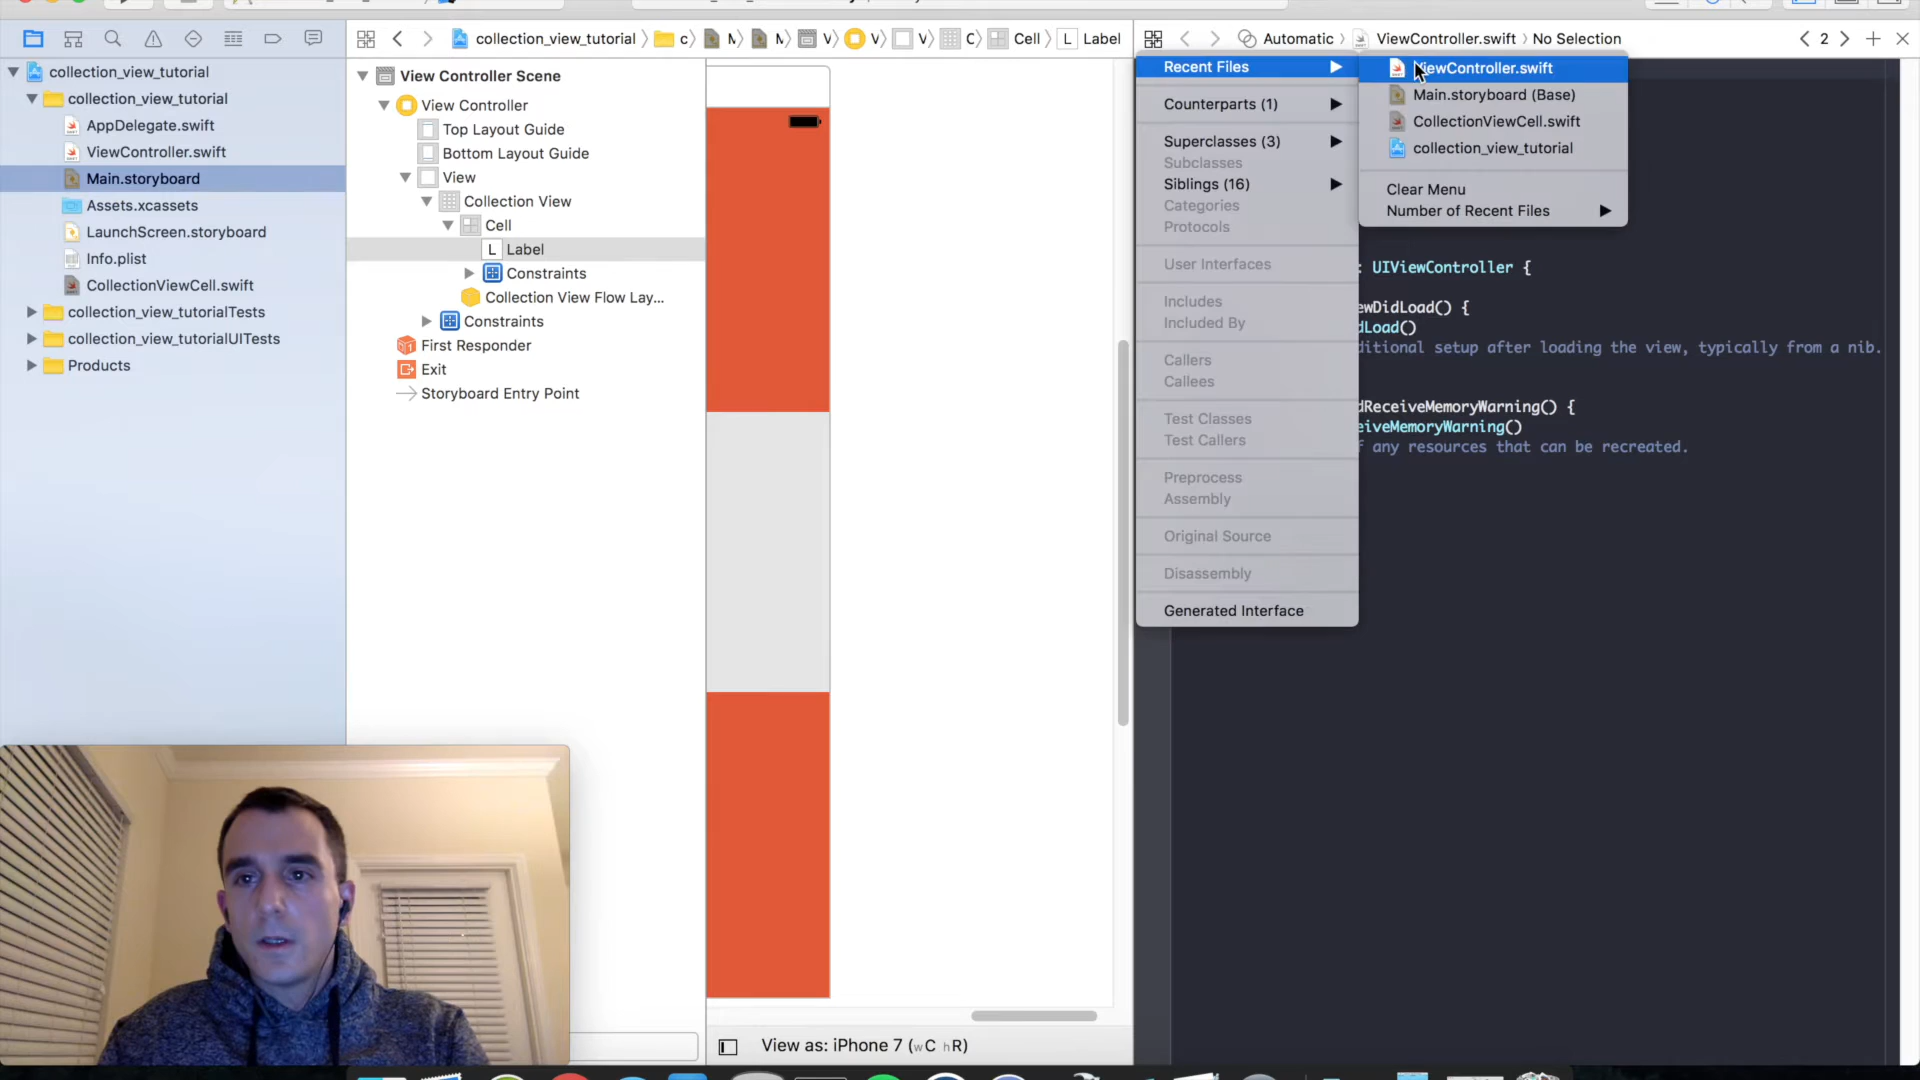 collection_view_tutorial
c
M
M
V
V
V
C
Cell
Label
Automatic
ViewController.swift
No Selection
2
collection_view_tutorial
collection_view_tutorial
AppDelegate.swift
ViewController.swift
Main.storyboard
Assets.xcassets
LaunchScreen.storyboard
Info.plist
CollectionViewCell.swift
collection_view_tutorialTests
collection_view_tutorialUITests
Products
View Controller Scene
View Controller
Top Layout Guide
Bottom Layout Guide
View
Collection View
Cell
L Label
Constraints
Collection View Flow Lay...
Constraints
First Responder
Exit
Storyboard Entry Point
View as: iPhone 7 (wC hR)
Recent Files
Counterparts (1)
Superclasses (3)
Subclasses
Siblings (16)
Categories
Protocols
User Interfaces
Includes
Included By
Callers
Callees
Test Classes
Test Callers
Preprocess
Assembly
Original Source
Disassembly
Generated Interface
ViewController.swift
Main.storyboard (Base)
CollectionViewCell.swift
collection_view_tutorial
Clear Menu
Number of Recent Files
: UIViewController {
ewDidLoad() {
dLoad()
ditional setup after loading the view, typically from a nib.
dReceiveMemoryWarning() {
eiveMemoryWarning()
f any resources that can be recreated.